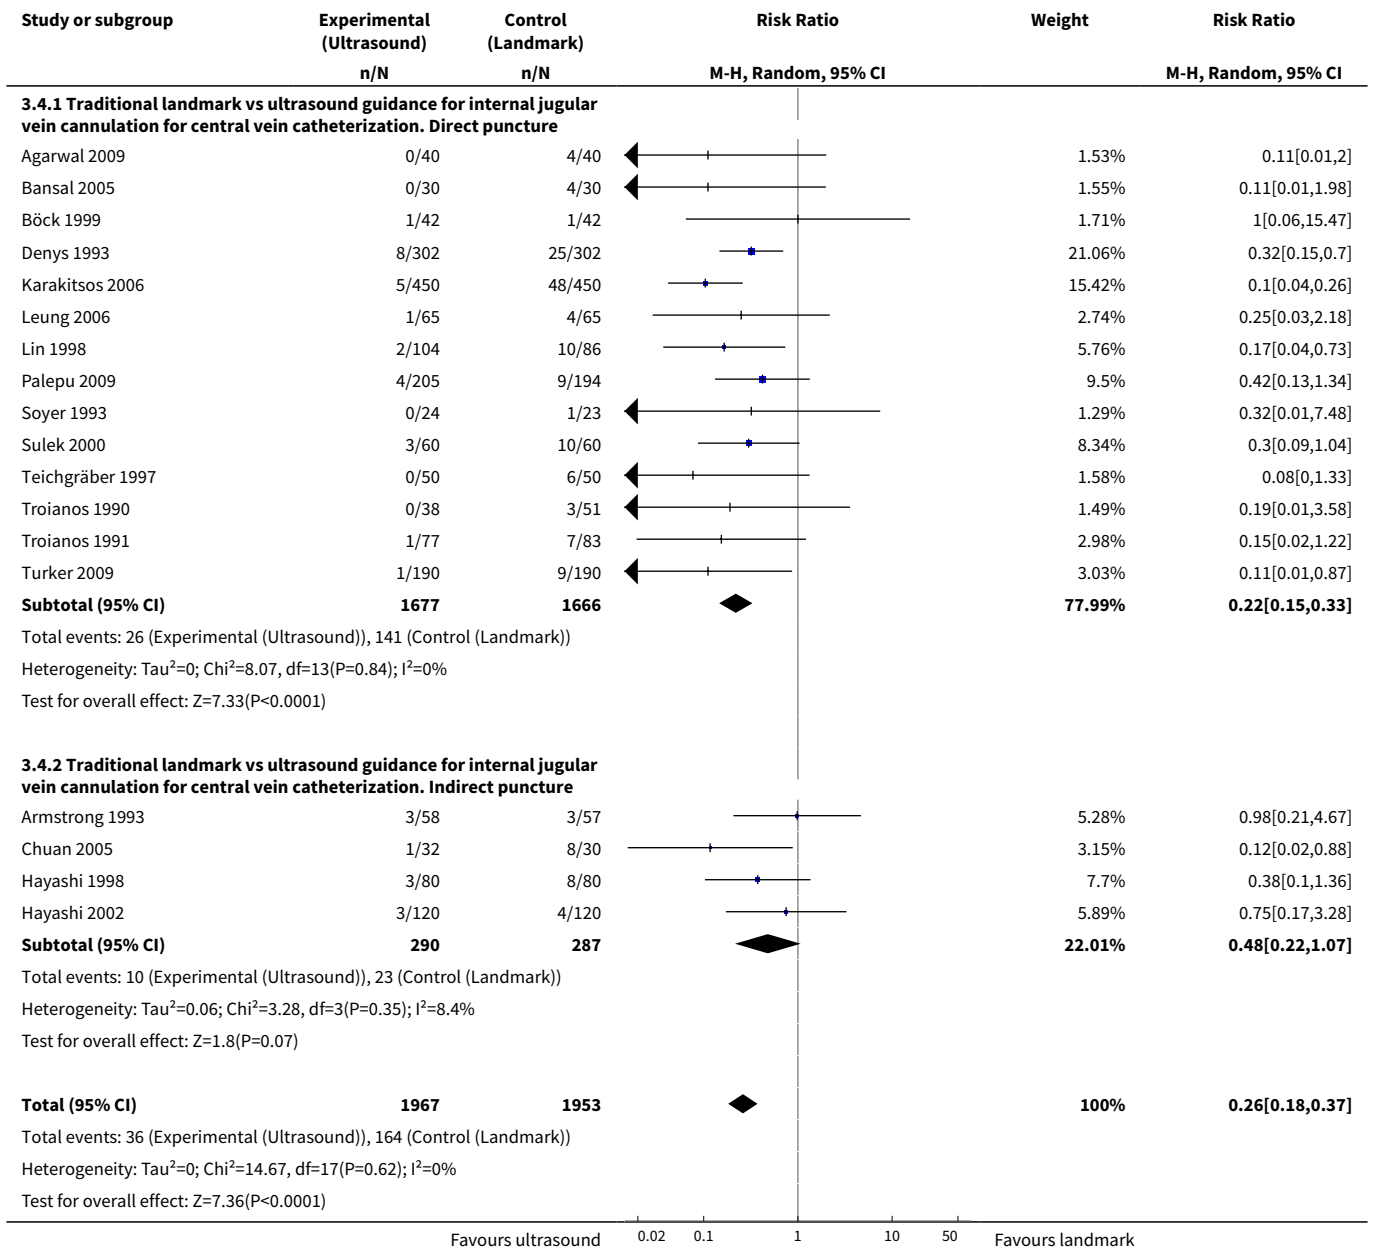 Study or subgroup Experimental (Ultrasound) Control (Landmark) Risk Ratio Weight Risk Ratio
n/N n/N M-H, Random, 95% CI M-H, Random, 95% CI
3.4.1 Traditional landmark vs ultrasound guidance for internal jugular
vein cannulation for central vein catheterization. Direct puncture
Agarwal 2009 0/40 4/40 1.53% 0.11[0.01,2]
Bansal 2005 0/30 4/30 1.55% 0.11[0.01,1.98]
Böck 1999 1/42 1/42 1.71% 1[0.06,15.47]
Denys 1993 8/302 25/302 21.06% 0.32[0.15,0.7]
Karakitsos 2006 5/450 48/450 15.42% 0.1[0.04,0.26]
Leung 2006 1/65 4/65 2.74% 0.25[0.03,2.18]
Lin 1998 2/104 10/86 5.76% 0.17[0.04,0.73]
Palepu 2009 4/205 9/194 9.5% 0.42[0.13,1.34]
Soyer 1993 0/24 1/23 1.29% 0.32[0.01,7.48]
Sulek 2000 3/60 10/60 8.34% 0.3[0.09,1.04]
Teichgräber 1997 0/50 6/50 1.58% 0.08[0,1.33]
Troianos 1990 0/38 3/51 1.49% 0.19[0.01,3.58]
Troianos 1991 1/77 7/83 2.98% 0.15[0.02,1.22]
Turker 2009 1/190 9/190 3.03% 0.11[0.01,0.87]
Subtotal (95% CI) 1677 1666 77.99% 0.22[0.15,0.33]
Total events: 26 (Experimental (Ultrasound)), 141 (Control (Landmark))
Heterogeneity: Tau²=0; Chi²=8.07, df=13(P=0.84); I²=0%
Test for overall effect: Z=7.33(P<0.0001)
3.4.2 Traditional landmark vs ultrasound guidance for internal jugular
vein cannulation for central vein catheterization. Indirect puncture
Armstrong 1993 3/58 3/57 5.28% 0.98[0.21,4.67]
Chuan 2005 1/32 8/30 3.15% 0.12[0.02,0.88]
Hayashi 1998 3/80 8/80 7.7% 0.38[0.1,1.36]
Hayashi 2002 3/120 4/120 5.89% 0.75[0.17,3.28]
Subtotal (95% CI) 290 287 22.01% 0.48[0.22,1.07]
Total events: 10 (Experimental (Ultrasound)), 23 (Control (Landmark))
Heterogeneity: Tau²=0.06; Chi²=3.28, df=3(P=0.35); I²=8.4%
Test for overall effect: Z=1.8(P=0.07)
Total (95% CI) 1967 1953 100% 0.26[0.18,0.37]
Total events: 36 (Experimental (Ultrasound)), 164 (Control (Landmark))
Heterogeneity: Tau²=0; Chi²=14.67, df=17(P=0.62); I²=0%
Test for overall effect: Z=7.36(P<0.0001)
Favours ultrasound 0.02 0.1 1 10 50 Favours landmark